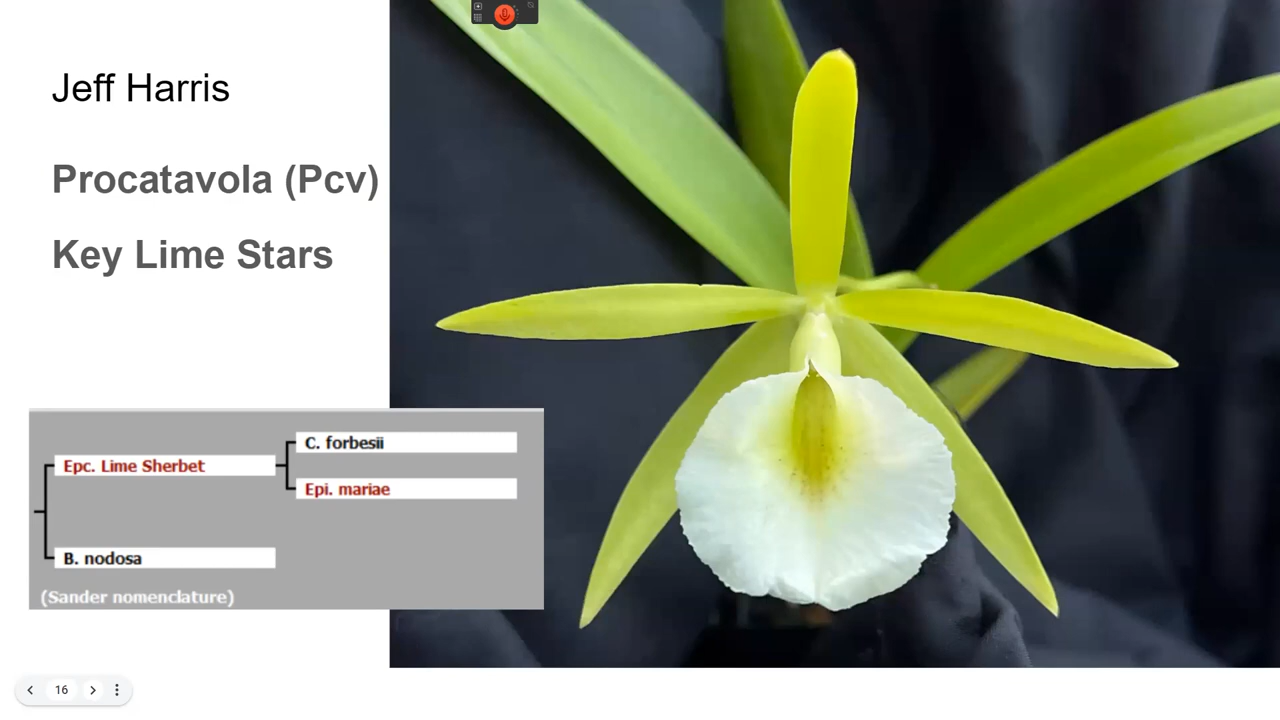 Jeff Harris
Procatavola (Pcv)
Key Lime Stars
C. forbesii
Epc. Lime Sherbet
Epi. mariae
B. nodosa
(Sander nomenclature)
16